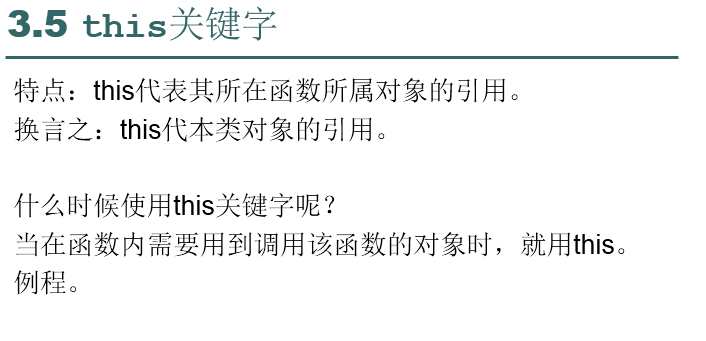 3.5 this关键字
特点：this代表其所在函数所属对象的引用。
换言之：this代本类对象的引用。
什么时候使用this关键字呢？
当在函数内需要用到调用该函数的对象时，就用this。
例程。